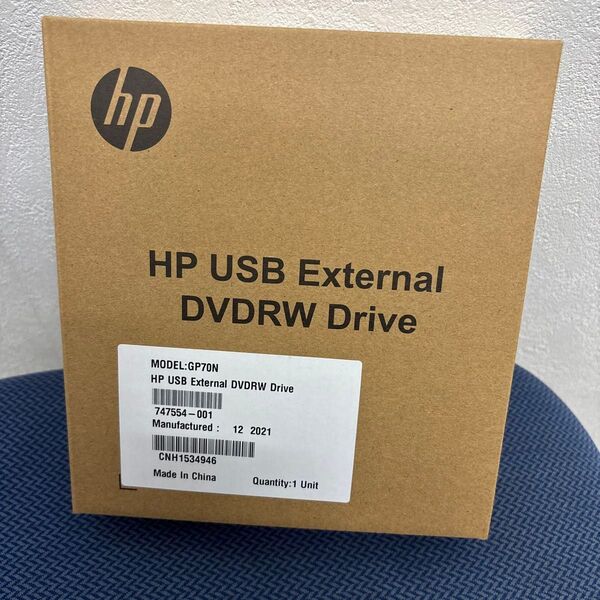 hp
HP USB External
DVDRW Drive
MODEL:GP70N
HP USB External DVDRW Drive
747554-001
Manufactured : 12 2021
CNH1534946
Made In China Quantity:1 Unit